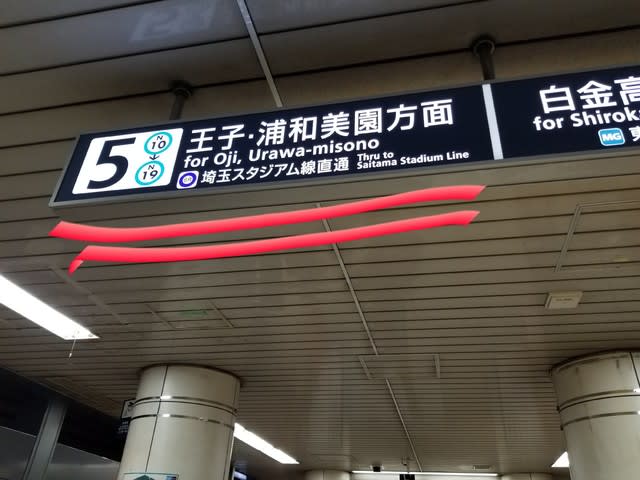 5
N
10
N
19
王子・浦和美園方面
for Oji, Urawa-misono
埼玉スタジアム線直通 Thru to
Saitama Stadium Line
白金高
for Shirok
MG